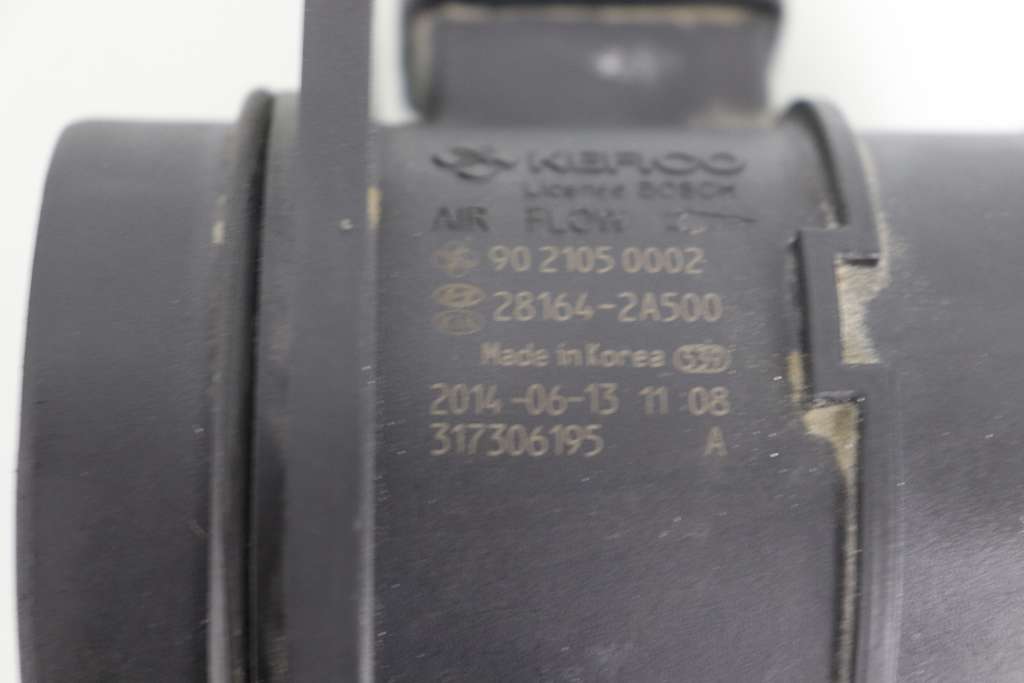 KEFICO
Licence BOSCH
AIR FLOW
90 2105 0002
28164-2A500
Made in Korea
2014-06-13 11:08
317306195 A